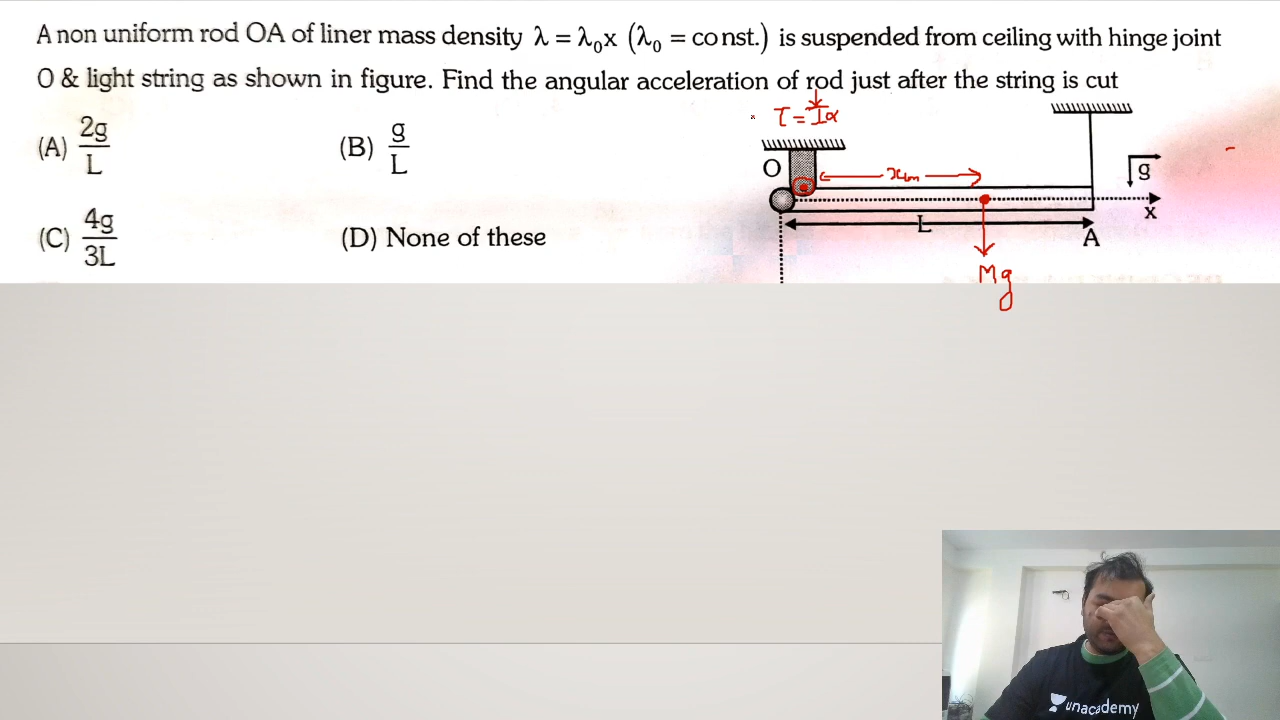 A non uniform rod OA of liner mass density λ = λ₀x (λ₀ = const.) is suspended from ceiling with hinge joint
O & light string as shown in figure. Find the angular acceleration of rod just after the string is cut
(A) 2g/L
(B) g/L
(C) 4g/3L
(D) None of these
τ = Iα
O
x_cm
g
x
L
A
Mg
unacademy